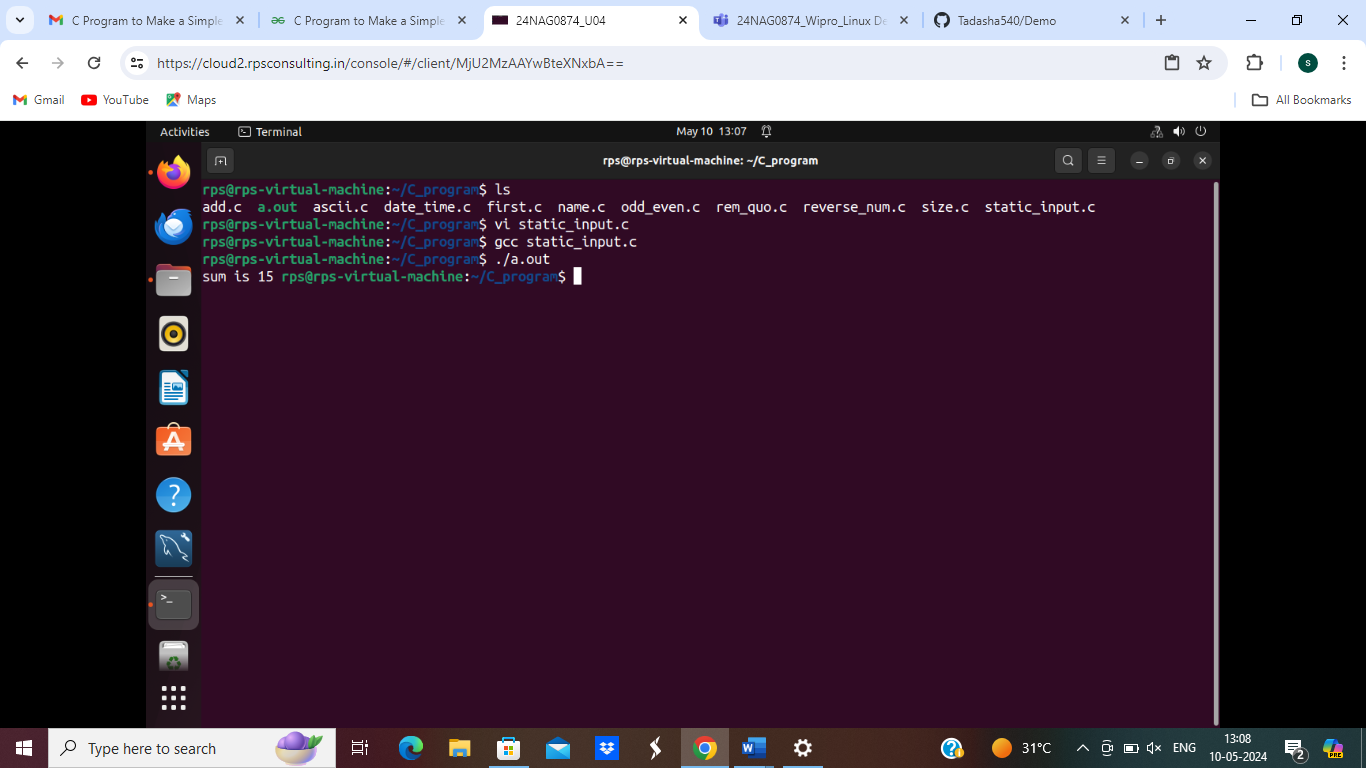 C Program to Make a Simple
C Program to Make a Simple
24NAG0874_U04
24NAG0874_Wipro_Linux De
Tadasha540/Demo
https://cloud2.rpsconsulting.in/console/#/client/MjU2MzAAYwBteXNxbA==
S
Gmail
YouTube
Maps
All Bookmarks
Activities
Terminal
May 10 13:07
rps@rps-virtual-machine: ~/C_program
rps@rps-virtual-machine:~/C_program$ ls
add.c a.out ascii.c date_time.c first.c name.c odd_even.c rem_quo.c reverse_num.c size.c static_input.c
rps@rps-virtual-machine:~/C_program$ vi static_input.c
rps@rps-virtual-machine:~/C_program$ gcc static_input.c
rps@rps-virtual-machine:~/C_program$ ./a.out
sum is 15 rps@rps-virtual-machine:~/C_program$
Type here to search
31°C
ENG
13:08
10-05-2024
2
PRE